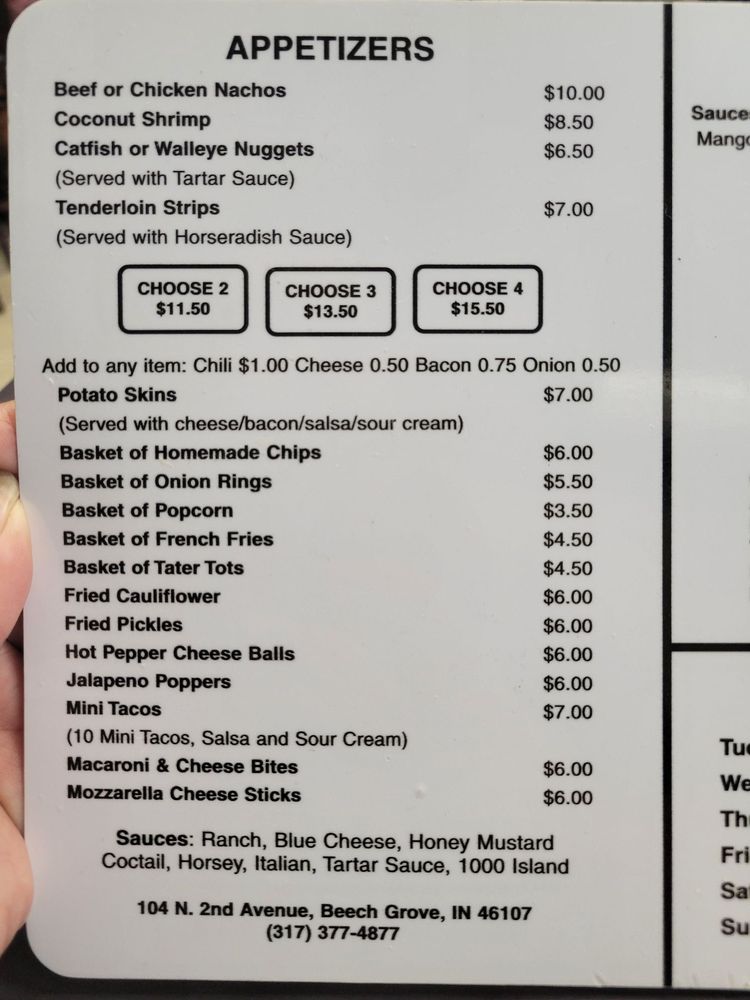 APPETIZERS
Beef or Chicken Nachos $10.00
Coconut Shrimp $8.50
Catfish or Walleye Nuggets $6.50
(Served with Tartar Sauce)
Tenderloin Strips $7.00
(Served with Horseradish Sauce)
CHOOSE 2
$11.50
CHOOSE 3
$13.50
CHOOSE 4
$15.50
Add to any item: Chili $1.00 Cheese 0.50 Bacon 0.75 Onion 0.50
Potato Skins $7.00
(Served with cheese/bacon/salsa/sour cream)
Basket of Homemade Chips $6.00
Basket of Onion Rings $5.50
Basket of Popcorn $3.50
Basket of French Fries $4.50
Basket of Tater Tots $4.50
Fried Cauliflower $6.00
Fried Pickles $6.00
Hot Pepper Cheese Balls $6.00
Jalapeno Poppers $6.00
Mini Tacos $7.00
(10 Mini Tacos, Salsa and Sour Cream)
Macaroni & Cheese Bites $6.00
Mozzarella Cheese Sticks $6.00
Sauces: Ranch, Blue Cheese, Honey Mustard
Coctail, Horsey, Italian, Tartar Sauce, 1000 Island
104 N. 2nd Avenue, Beech Grove, IN 46107
(317) 377-4877
Sauce
Mango
Tue
We
Thu
Fri
Sat
Su